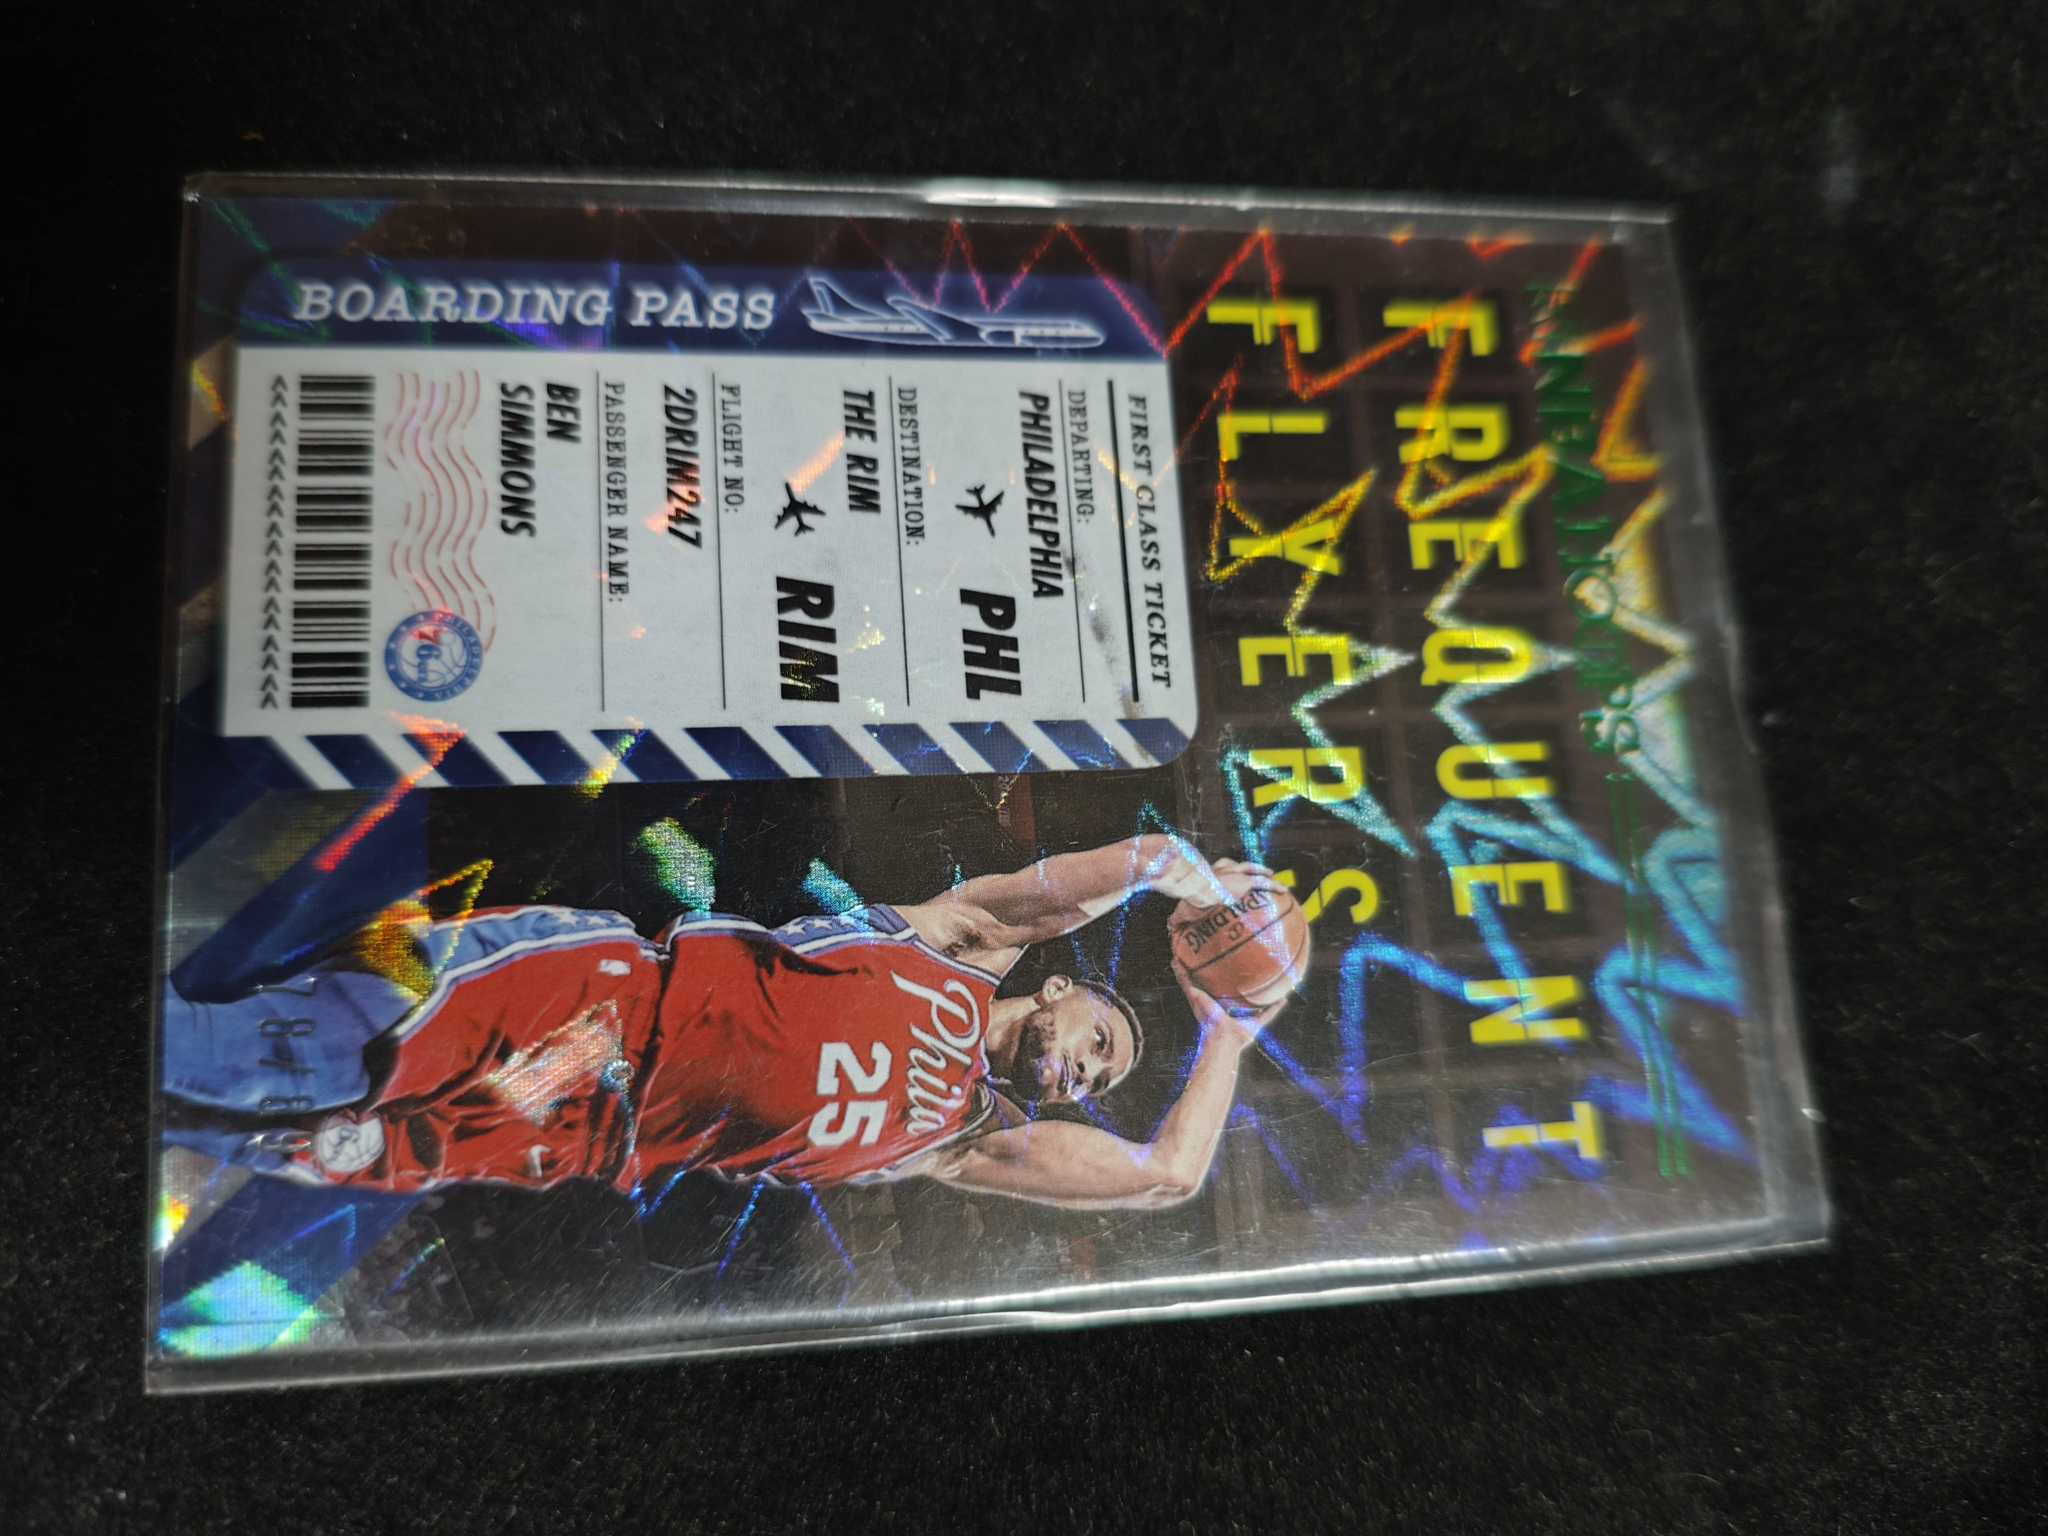 NBA HOOPS
FREQUENT
FLYERS
BOARDING PASS
FIRST CLASS TICKET
DEPARTING:
PHILADELPHIA
PHL
DESTINATION:
THE RIM
RIM
FLIGHT NO:
2DRIM247
PASSENGER NAME:
BEN
SIMMONS
76ers
SPALDING
Phila
25